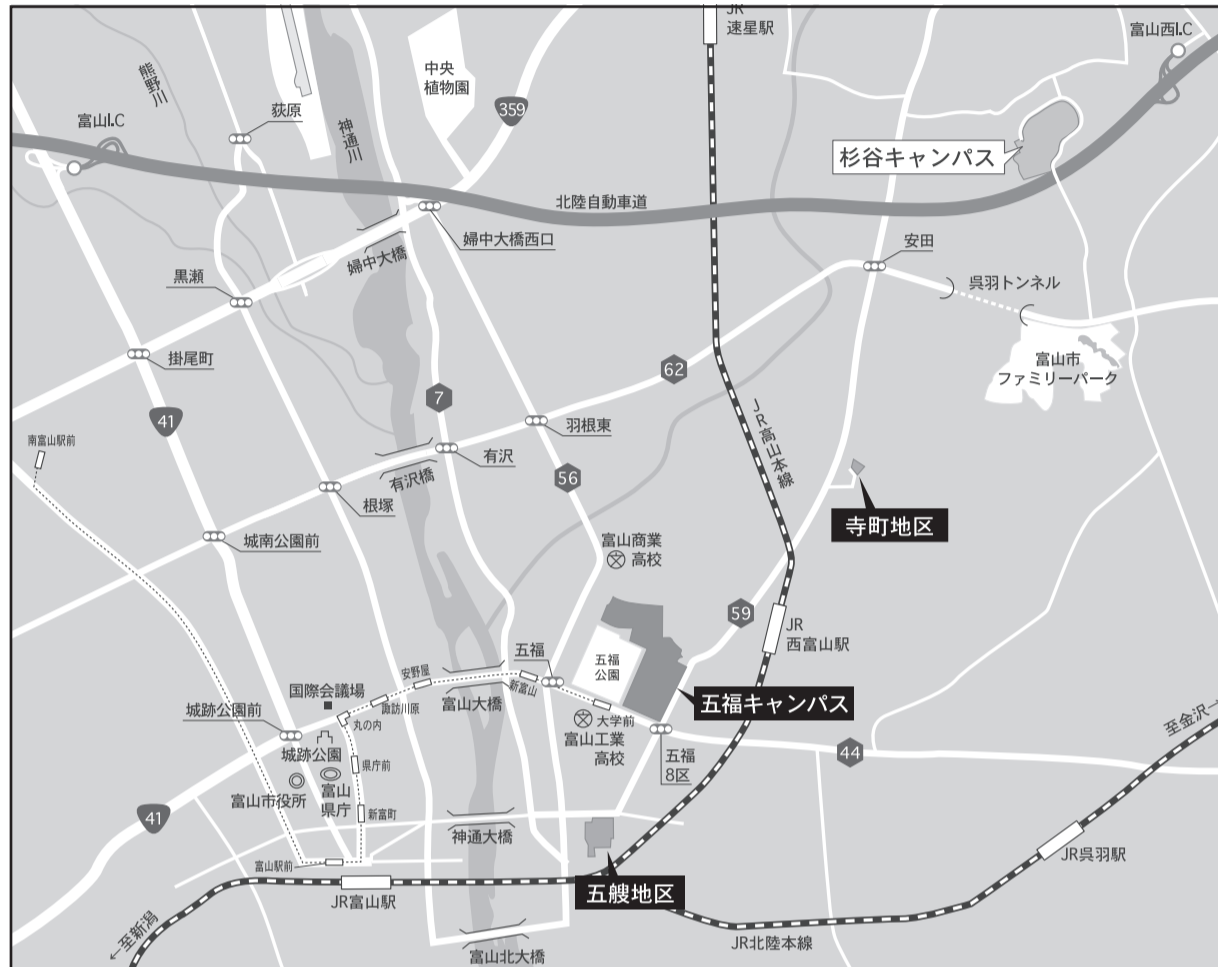 JR
速星駅
富山西I.C
熊野川
中央
植物園
359
荻原
富山I.C
神通川
杉谷キャンパス
北陸自動車道
婦中大橋西口
安田
婦中大橋
黒瀬
呉羽トンネル
掛尾町
富山市
ファミリーパーク
62
7
41
JR高山本線
羽根東
南富山駅前
有沢
有沢橋
56
根塚
寺町地区
城南公園前
富山商業
高校
59
JR
西富山駅
五福
五福
公園
安野屋
新富山
国際会議場
諏訪川原
富山大橋
五福キャンパス
城跡公園前
丸の内
大学前
富山工業
高校
至金沢→
城跡公園
県庁前
五福
8区
44
富山市役所
富山
県庁
新富町
41
神通大橋
JR呉羽駅
富山駅前
五艘地区
JR富山駅
←至新潟
JR北陸本線
富山北大橋